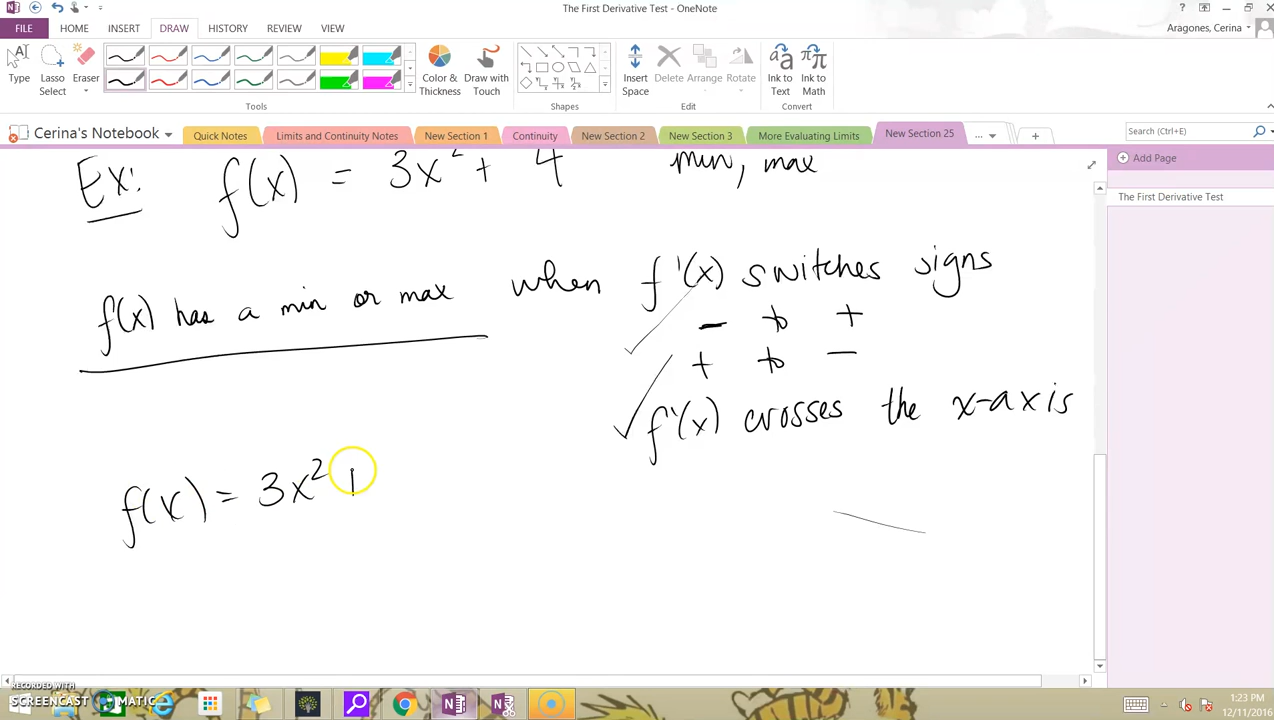 The First Derivative Test - OneNote
FILE HOME INSERT DRAW HISTORY REVIEW VIEW
Aragones, Cerina
Type
Lasso Select
Eraser
Color & Thickness
Draw with Touch
Insert Space
Delete
Arrange
Rotate
Ink to Text
Ink to Math
Tools
Shapes
Edit
Convert
Cerina's Notebook
Quick Notes
Limits and Continuity Notes
New Section 1
Continuity
New Section 2
New Section 3
More Evaluating Limits
New Section 25
...
Search (Ctrl+E)
Add Page
The First Derivative Test
Ex: f(x) = 3x² + 4 min, max
f(x) has a min or max when f'(x) switches signs
- to +
+ to -
f'(x) crosses the x-axis
f(x) = 3x²
RECORDED WITH
SCREENCAST MATIC
1:23 PM
12/11/2016